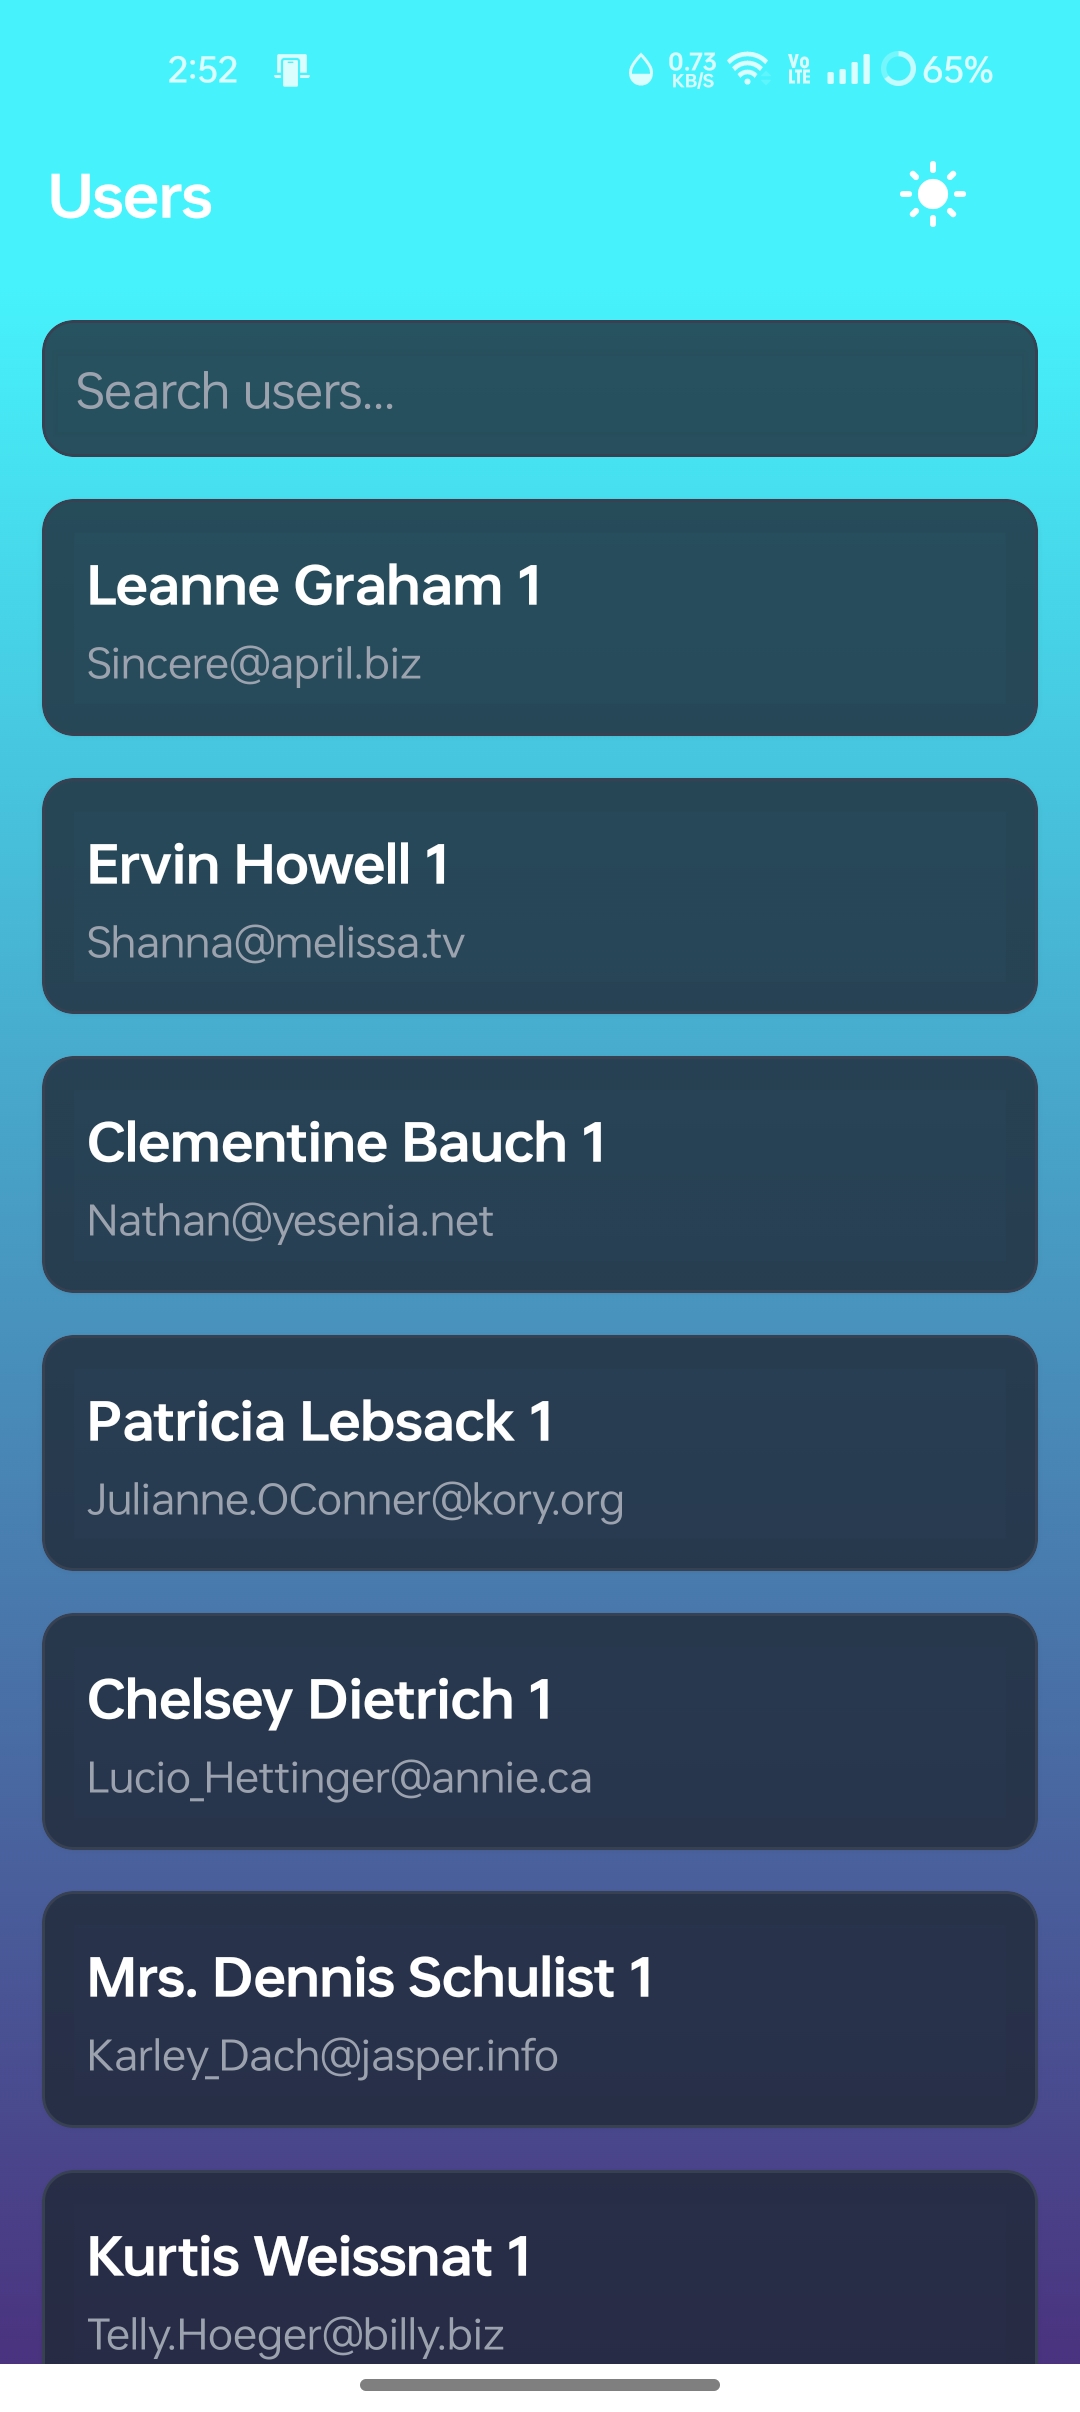 2:52 0.73 KB/S Vo LTE 65%
Users
Search users...
Leanne Graham 1
Sincere@april.biz
Ervin Howell 1
Shanna@melissa.tv
Clementine Bauch 1
Nathan@yesenia.net
Patricia Lebsack 1
Julianne.OConner@kory.org
Chelsey Dietrich 1
Lucio_Hettinger@annie.ca
Mrs. Dennis Schulist 1
Karley_Dach@jasper.info
Kurtis Weissnat 1
Telly.Hoeger@billy.biz